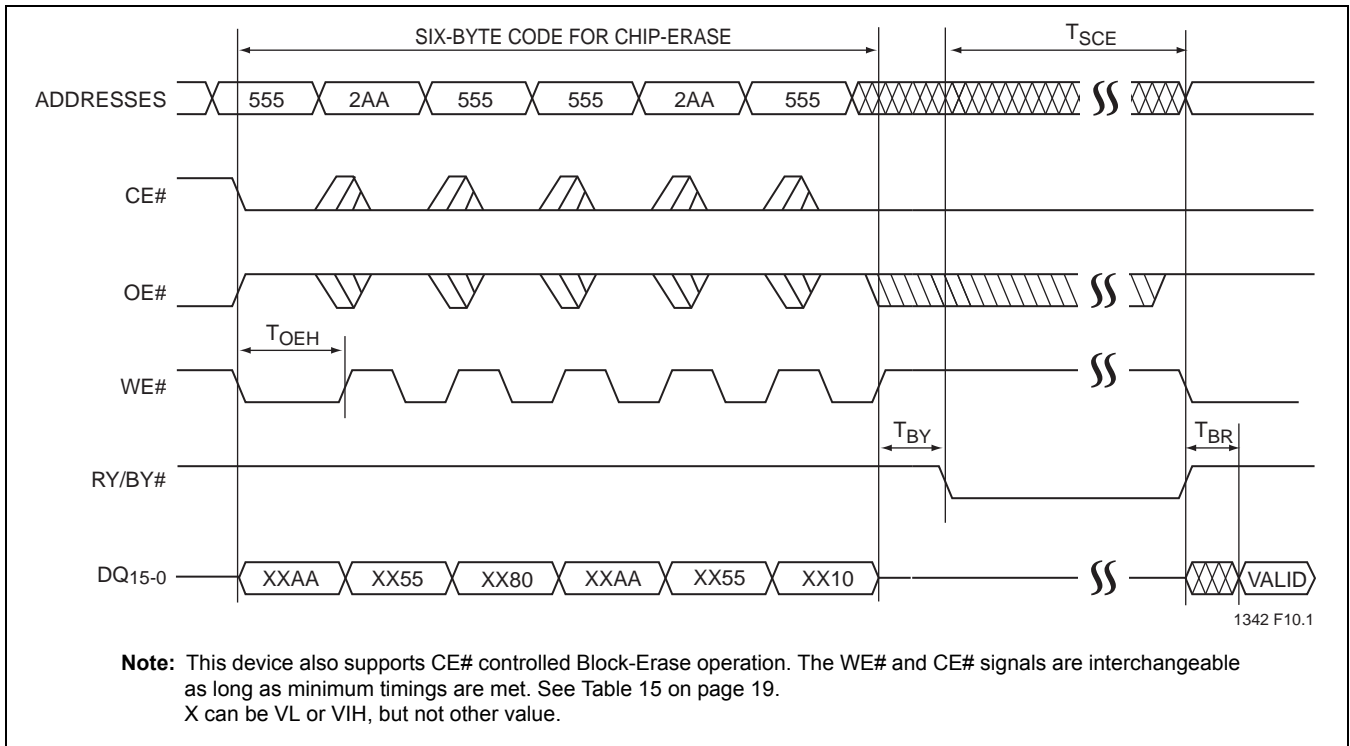 SIX-BYTE CODE FOR CHIP-ERASE
TSCE
ADDRESSES 555 2AA 555 555 2AA 555
CE#
OE#
TOEH
WE#
TBY TBR
RY/BY#
DQ15-0 XXAA XX55 XX80 XXAA XX55 XX10 VALID
1342 F10.1
Note: This device also supports CE# controlled Block-Erase operation. The WE# and CE# signals are interchangeable
as long as minimum timings are met. See Table 15 on page 19.
X can be VL or VIH, but not other value.